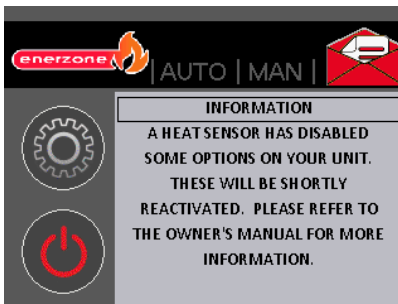 enerzone | AUTO | MAN |
INFORMATION
A HEAT SENSOR HAS DISABLED
SOME OPTIONS ON YOUR UNIT.
THESE WILL BE SHORTLY
REACTIVATED. PLEASE REFER TO
THE OWNER'S MANUAL FOR MORE
INFORMATION.